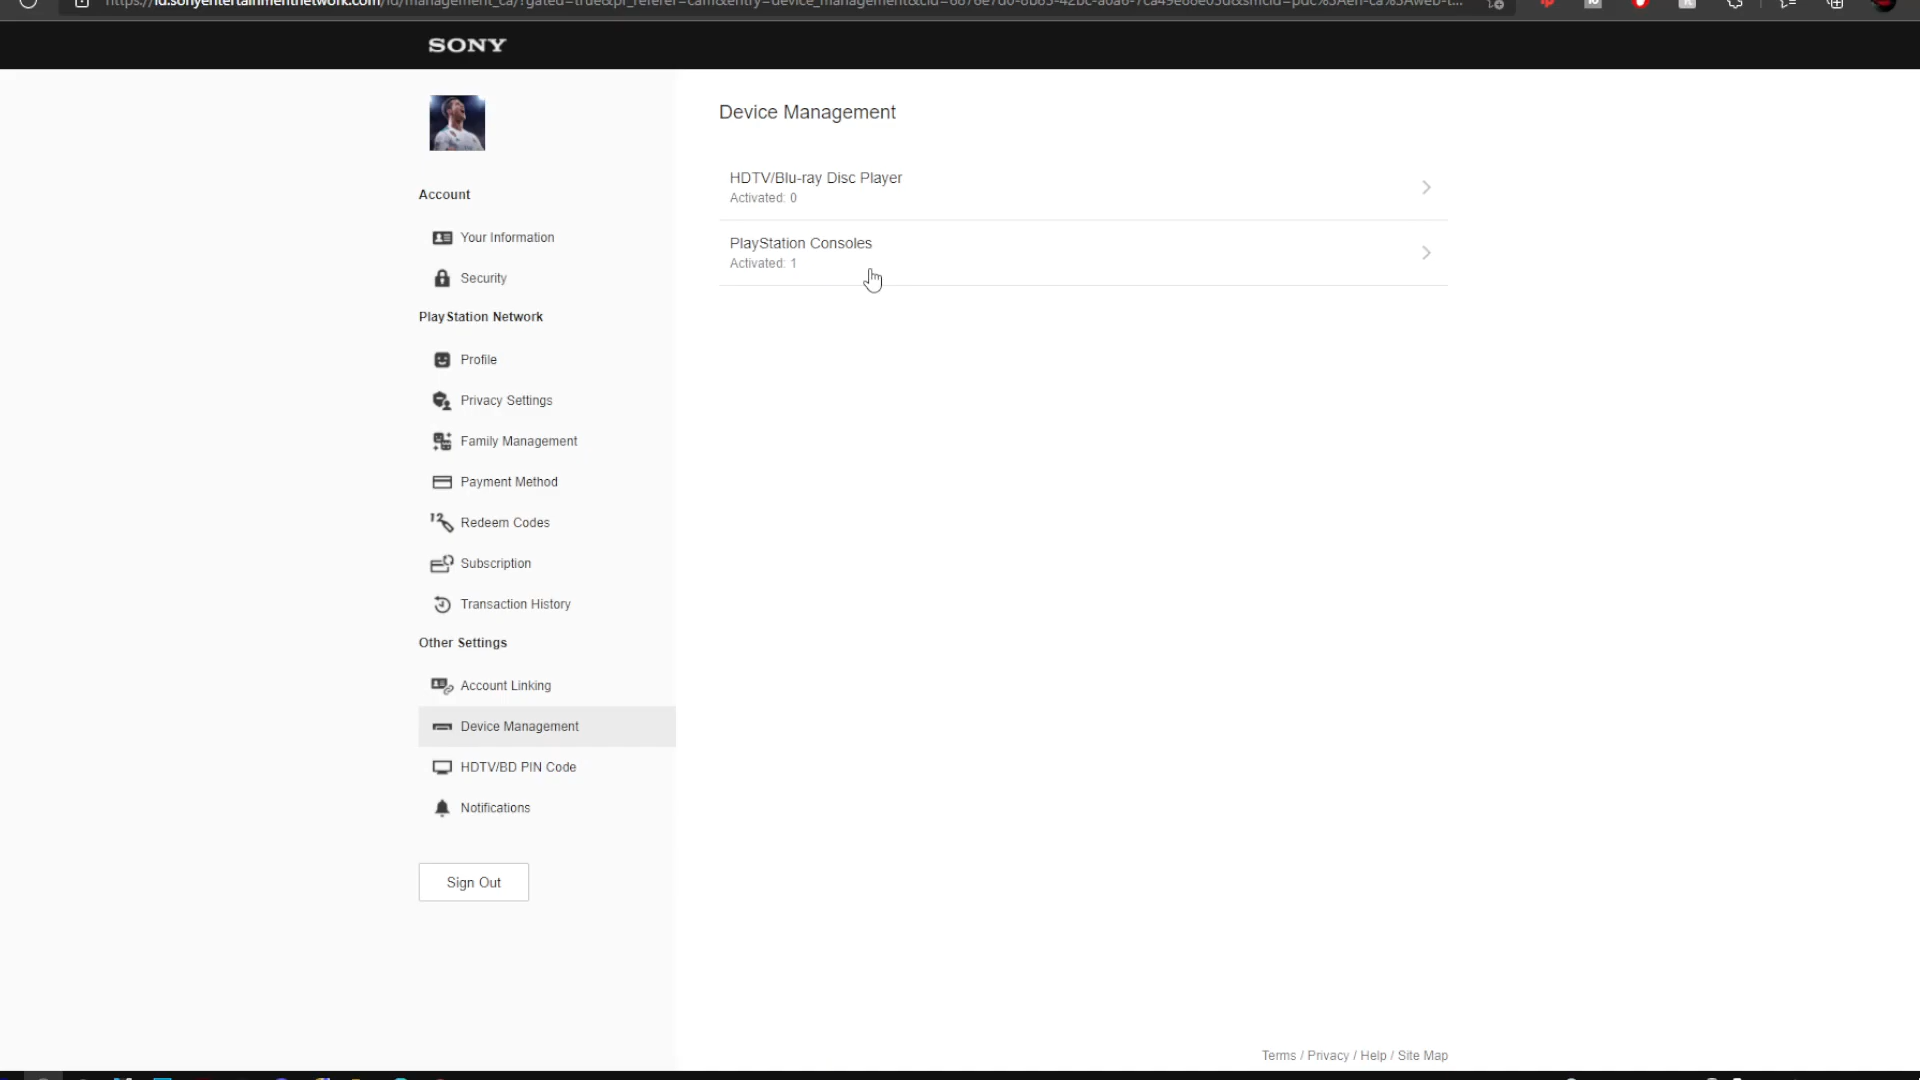 SONY
Account
Your Information
Security
PlayStation Network
Profile
Privacy Settings
Family Management
Payment Method
Redeem Codes
Subscription
Transaction History
Other Settings
Account Linking
Device Management
HDTV/BD PIN Code
Notifications
Sign Out
Device Management
HDTV/Blu-ray Disc Player
Activated: 0
PlayStation Consoles
Activated: 1
Terms / Privacy / Help / Site Map